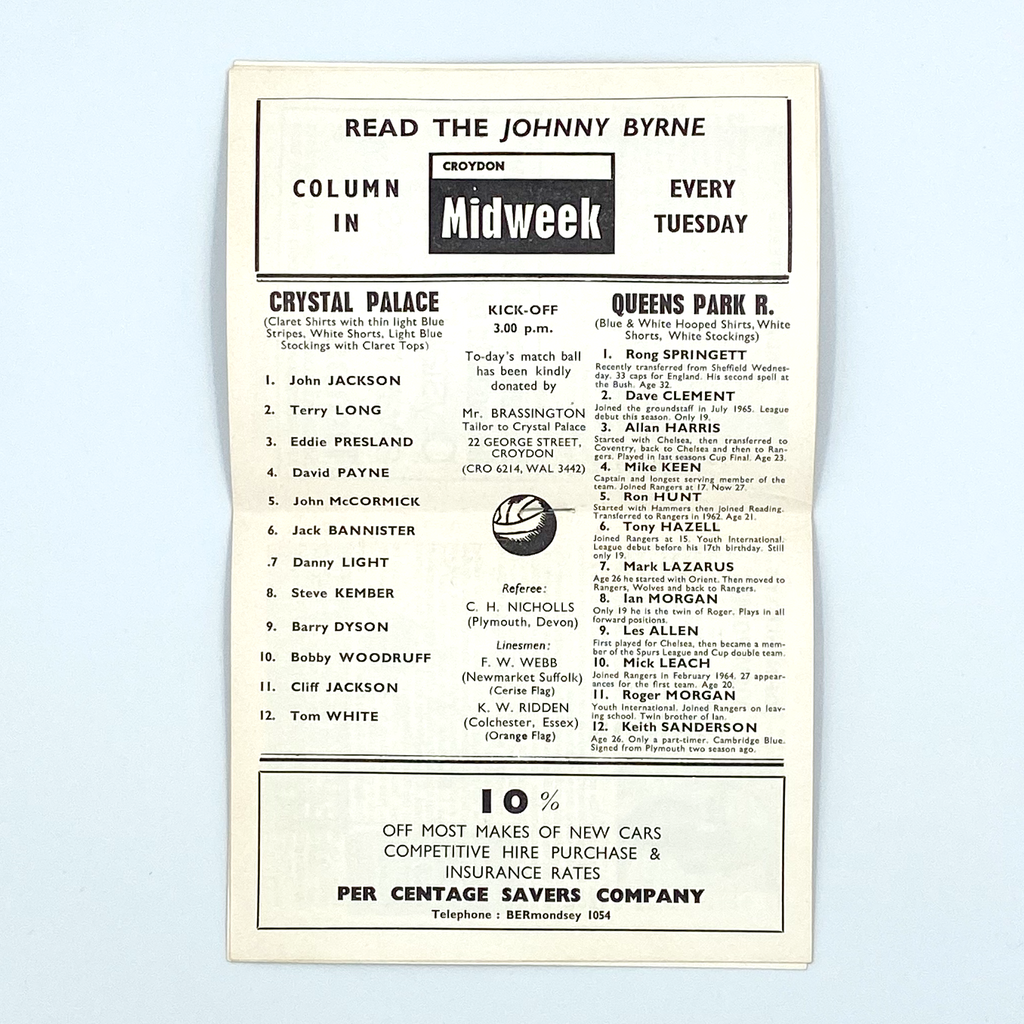 READ THE JOHNNY BYRNE
COLUMN
IN
CROYDON
Midweek
EVERY
TUESDAY
CRYSTAL PALACE
(Claret Shirts with thin light Blue
Stripes, White Shorts, Light Blue
Stockings with Claret Tops)
1. John JACKSON
2. Terry LONG
3. Eddie PRESLAND
4. David PAYNE
5. John McCORMICK
6. Jack BANNISTER
.7 Danny LIGHT
8. Steve KEMBER
9. Barry DYSON
10. Bobby WOODRUFF
11. Cliff JACKSON
12. Tom WHITE
KICK-OFF
3.00 p.m.
To-day's match ball
has been kindly
donated by
Mr. BRASSINGTON
Tailor to Crystal Palace
22 GEORGE STREET,
CROYDON
(CRO 6214, WAL 3442)
Referee:
C. H. NICHOLLS
(Plymouth, Devon)
Linesmen:
F. W. WEBB
(Newmarket Suffolk)
(Cerise Flag)
K. W. RIDDEN
(Colchester, Essex)
(Orange Flag)
QUEENS PARK R.
(Blue & White Hooped Shirts, White
Shorts, White Stockings)
1. Rong SPRINGETT
Recently transferred from Sheffield Wednes-
day. 33 caps for England. His second spell at
the Bush. Age 32.
2. Dave CLEMENT
Joined the groundstaff in July 1965. League
debut this season. Only 19.
3. Allan HARRIS
Started with Chelsea, then transferred to
Coventry, back to Chelsea and then to Ran-
gers. Played in last seasons Cup Final. Age 23.
4. Mike KEEN
Captain and longest serving member of the
team. Joined Rangers at 17. Now 27.
5. Ron HUNT
Started with Hammers then Joined Reading.
Transferred to Rangers in 1962. Age 21.
6. Tony HAZELL
Joined Rangers at 15. Youth International.
League debut before his 17th birthday. Still
only 19.
7. Mark LAZARUS
Age 26 he started with Orient. Then moved to
Rangers, Wolves and back to Rangers.
8. Ian MORGAN
Only 19 he is the twin of Roger. Plays in all
forward positions.
9. Les ALLEN
First played for Chelsea, then became a mem-
ber of the Spurs League and Cup double team.
10. Mick LEACH
Joined Rangers in February 1964. 27 appear-
ances for the first team. Age 20.
11. Roger MORGAN
Youth International. Joined Rangers on leav-
ing school. Twin brother of Ian.
12. Keith SANDERSON
Age 26. Only a part-timer. Cambridge Blue.
Signed from Plymouth two season ago.
10%
OFF MOST MAKES OF NEW CARS
COMPETITIVE HIRE PURCHASE &
INSURANCE RATES
PER CENTAGE SAVERS COMPANY
Telephone : BERmondsey 1054